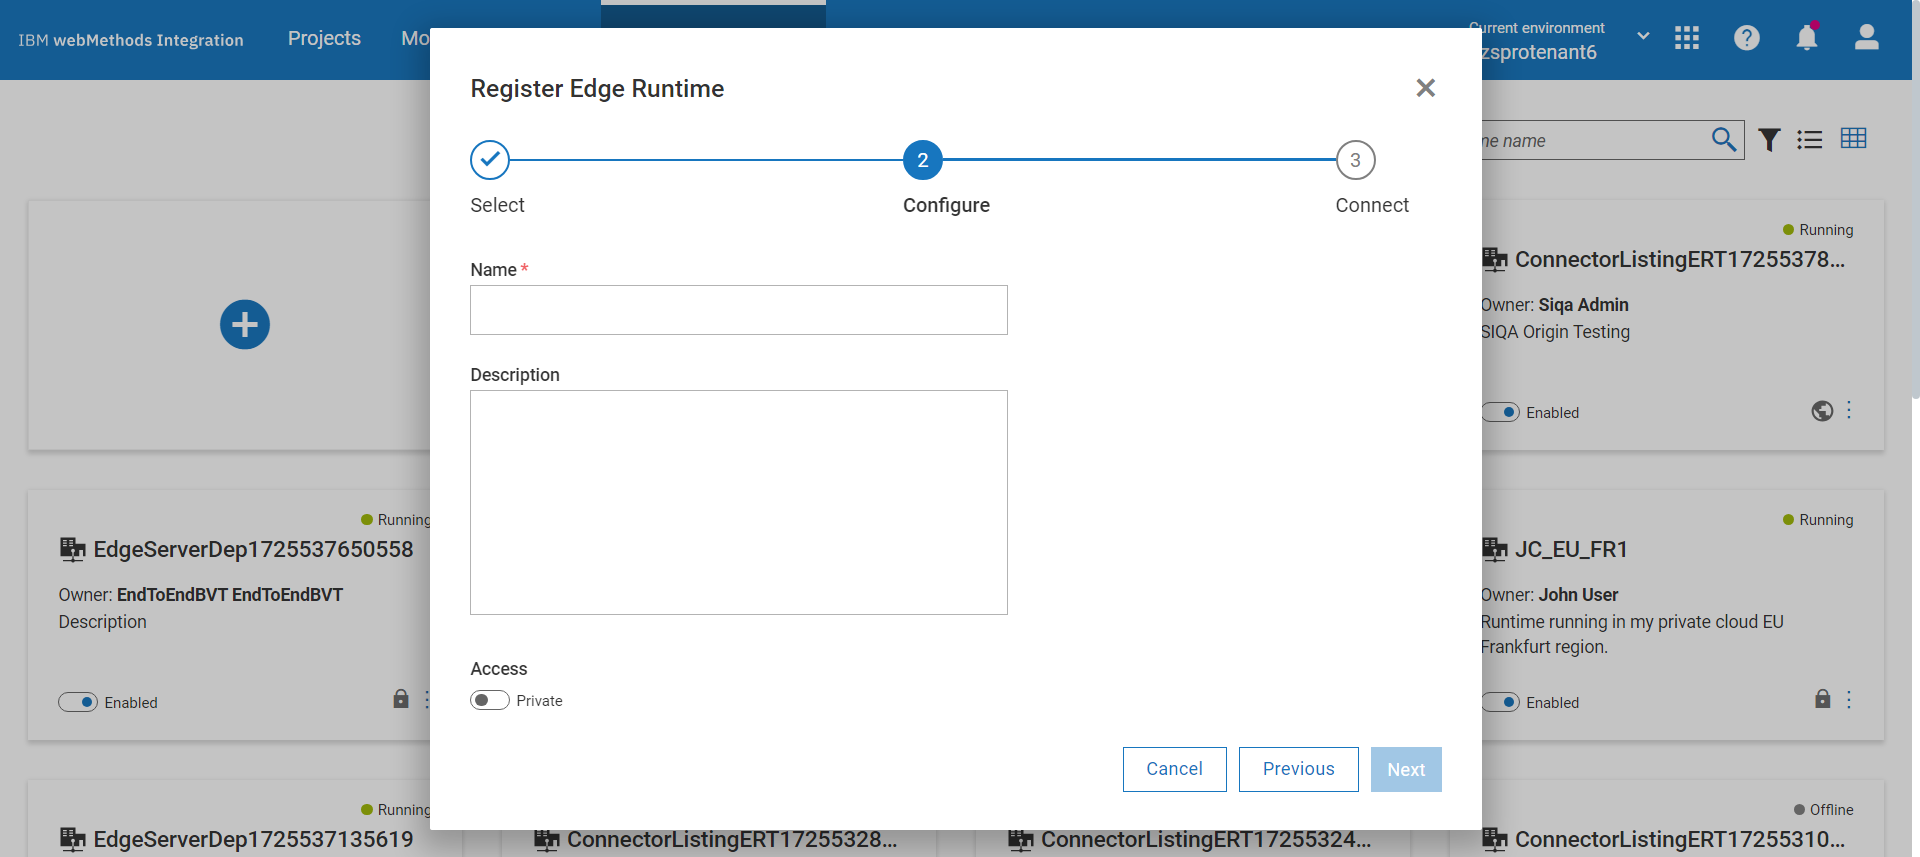 IBM webMethods Integration
Projects
Mo
Current environment
zsprotenant6
Register Edge Runtime
2
3
Select
Configure
Connect
Name *
Description
Access
Private
Cancel
Previous
Next
me name
Running
ConnectorListingERT17255378...
Owner: Siqa Admin
SIQA Origin Testing
Enabled
Running
EdgeServerDep1725537650558
Owner: EndToEndBVT EndToEndBVT
Description
Enabled
Running
JC_EU_FR1
Owner: John User
Runtime running in my private cloud EU
Frankfurt region.
Enabled
Running
EdgeServerDep1725537135619
ConnectorListingERT17255328...
ConnectorListingERT17255324...
Offline
ConnectorListingERT17255310...